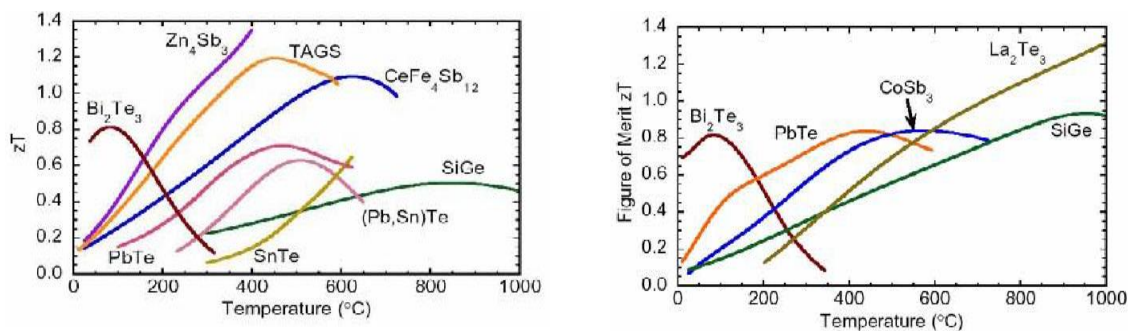 zT
1.4
1.2
1.0
0.8
0.6
0.4
0.2
0.0
Zn4Sb3
TAGS
CeFe4Sb12
Bi2Te3
SiGe
(Pb,Sn)Te
PbTe
SnTe
0
200
400
600
800
1000
Temperature (°C)
Figure of Merit zT
1.4
1.2
1.0
0.8
0.6
0.4
0.2
0.0
La2Te3
CoSb3
Bi2Te3
PbTe
SiGe
0
200
400
600
800
1000
Temperature (°C)